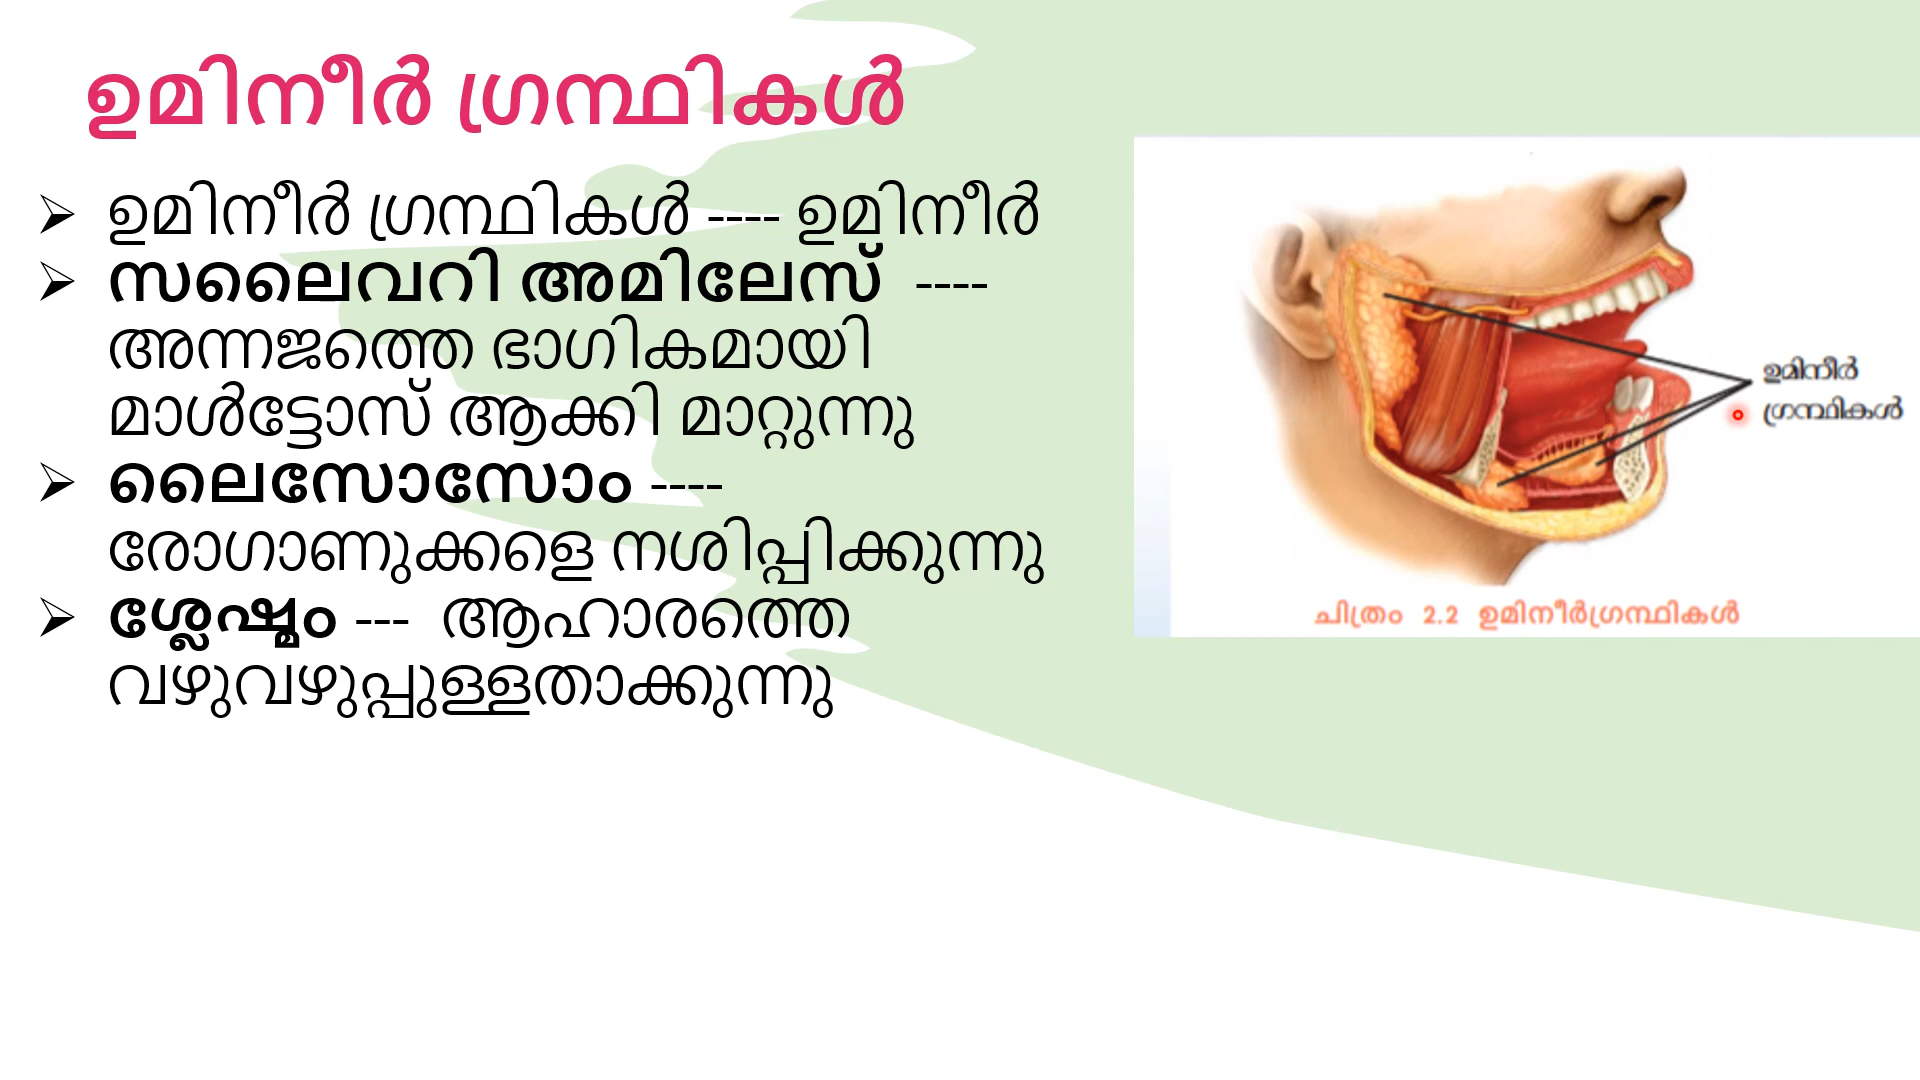 ഉമിനീർ ഗ്രന്ഥികൾ
➢ ഉമിനീർ ഗ്രന്ഥികൾ ---- ഉമിനീർ
➢ സലൈവറി അമിലേസ് ----
അന്നജത്തെ ഭാഗികമായി
മാൾട്ടോസ് ആക്കി മാറ്റുന്നു
➢ ലൈസോസോം ----
രോഗാണുക്കളെ നശിപ്പിക്കുന്നു
➢ ശ്ലേഷ്മം --- ആഹാരത്തെ
വഴുവഴുപ്പുള്ളതാക്കുന്നു
ഉമിനീർ
ഗ്രന്ഥികൾ
ചിത്രം 2.2 ഉമിനീർഗ്രന്ഥികൾ